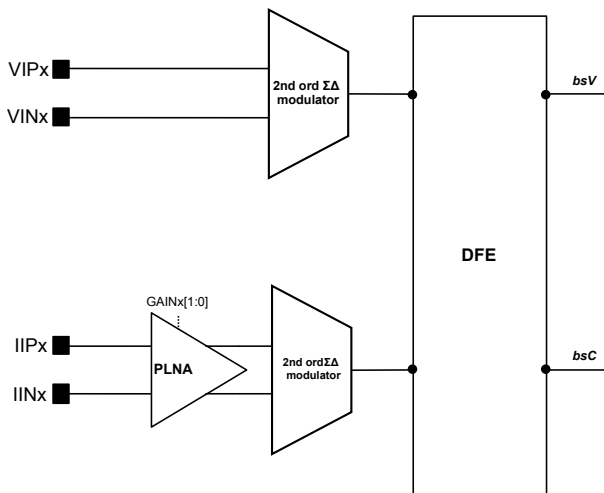 VIPx
VINx
2nd ord ΣΔ
modulator
bsV
DFE
GAINx[1:0]
IIPx
IINx
PLNA
2nd ordΣΔ
modulator
bsC